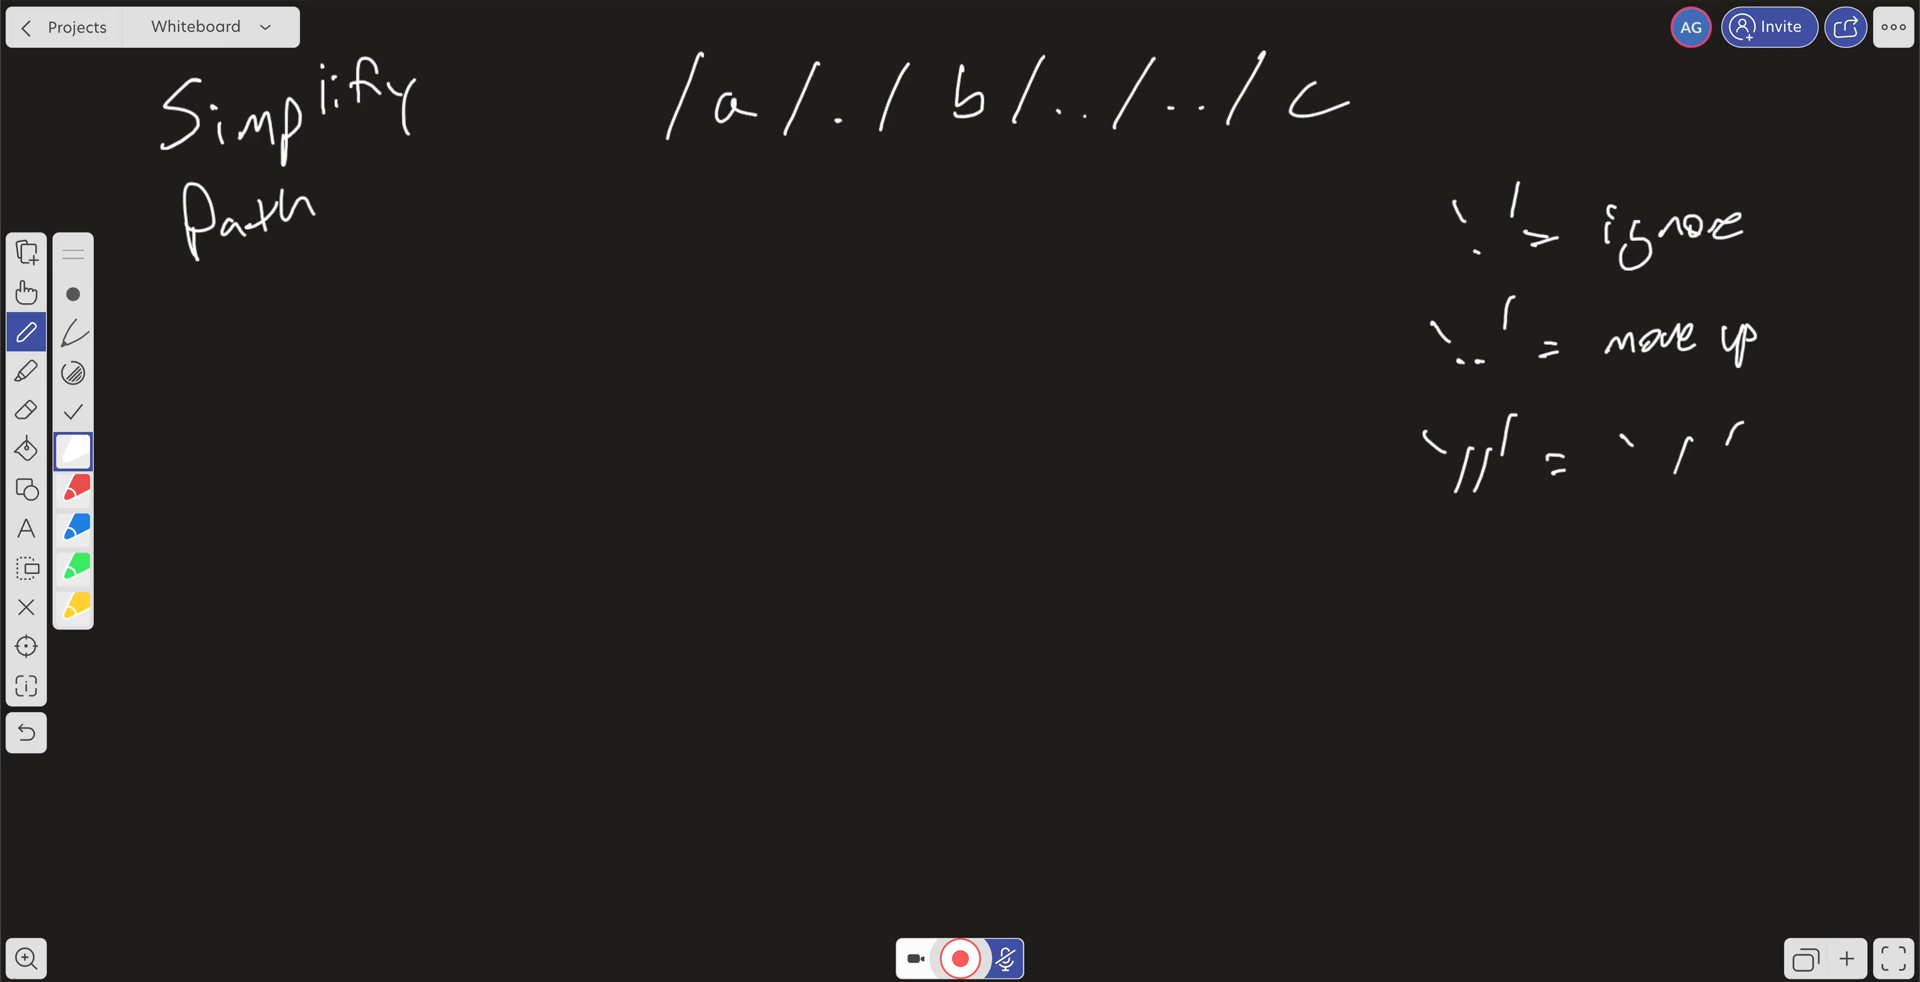 Projects
Whiteboard
AG
Invite
Simplify
Path
/a/./b/../../c
'.' = ignore
'..' = move up
'//' = '/'